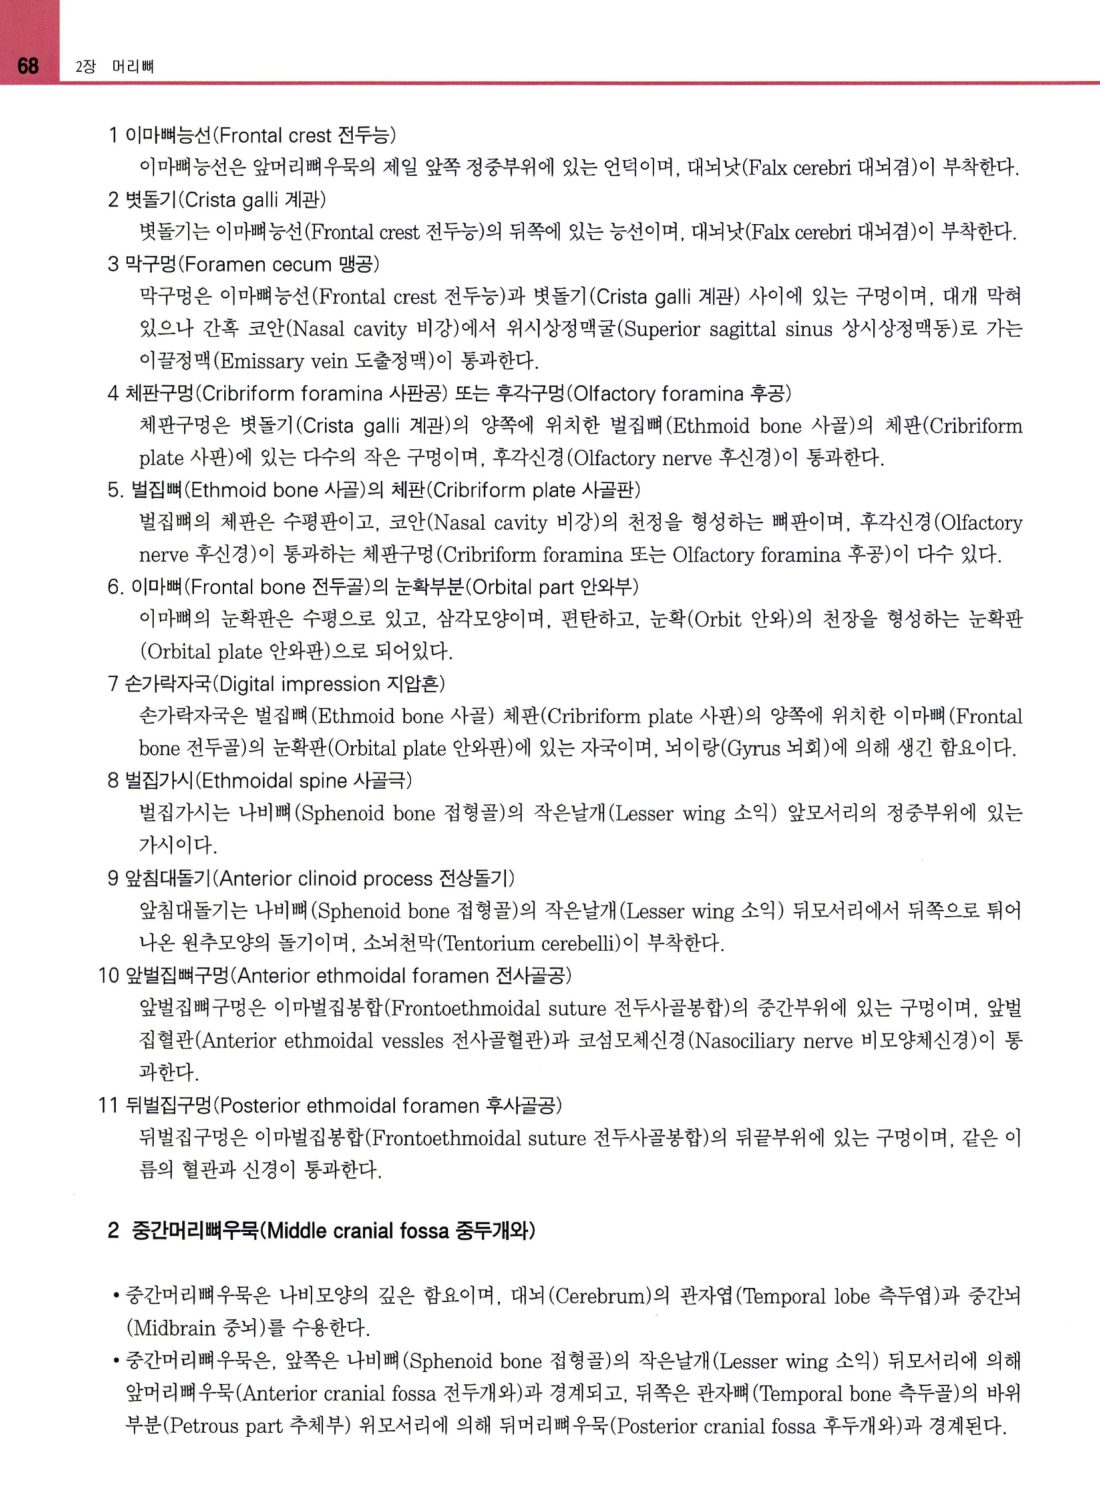 68
2장 머리뼈
1 이마뼈능선(Frontal crest 전두능)
이마뼈능선은 앞머리뼈우묵의 제일 앞쪽 정중부위에 있는 언덕이며, 대뇌낫(Falx cerebri 대뇌겸)이 부착한다.
2 볏돌기(Crista galli 계관)
볏돌기는 이마뼈능선(Frontal crest 전두능)의 뒤쪽에 있는 능선이며, 대뇌낫(Falx cerebri 대뇌겸)이 부착한다.
3 막구멍(Foramen cecum 맹공)
막구멍은 이마뼈능선(Frontal crest 전두능)과 볏돌기(Crista galli 계관) 사이에 있는 구멍이며, 대개 막혀
있으나 간혹 코안(Nasal cavity 비강)에서 위시상정맥굴(Superior sagittal sinus 상시상정맥동)로 가는
이끌정맥(Emissary vein 도출정맥)이 통과한다.
4 체판구멍(Cribriform foramina 사판공) 또는 후각구멍(Olfactory foramina 후공)
체판구멍은 볏돌기(Crista galli 계관)의 양쪽에 위치한 벌집뼈(Ethmoid bone 사골)의 체판(Cribriform
plate 사판)에 있는 다수의 작은 구멍이며, 후각신경(Olfactory nerve 후신경)이 통과한다.
5. 벌집뼈(Ethmoid bone 사골)의 체판(Cribriform plate 사골판)
벌집뼈의 체판은 수평판이고, 코안(Nasal cavity 비강)의 천정을 형성하는 뼈판이며, 후각신경(Olfactory
nerve 후신경)이 통과하는 체판구멍(Cribriform foramina 또는 Olfactory foramina 후공)이 다수 있다.
6. 이마뼈(Frontal bone 전두골)의 눈확부분(Orbital part 안와부)
이마뼈의 눈확판은 수평으로 있고, 삼각모양이며, 편탄하고, 눈확(Orbit 안와)의 천장을 형성하는 눈확판
(Orbital plate 안와판)으로 되어있다.
7 손가락자국(Digital impression 지압흔)
손가락자국은 벌집뼈(Ethmoid bone 사골) 체판(Cribriform plate 사판)의 양쪽에 위치한 이마뼈(Frontal
bone 전두골)의 눈확판(Orbital plate 안와판)에 있는 자국이며, 뇌이랑(Gyrus 뇌회)에 의해 생긴 함요이다.
8 벌집가시(Ethmoidal spine 사골극)
벌집가시는 나비뼈(Sphenoid bone 접형골)의 작은날개(Lesser wing 소익) 앞모서리의 정중부위에 있는
가시이다.
9 앞침대돌기(Anterior clinoid process 전상돌기)
앞침대돌기는 나비뼈(Sphenoid bone 접형골)의 작은날개(Lesser wing 소익) 뒤모서리에서 뒤쪽으로 튀어
나온 원추모양의 돌기이며, 소뇌천막(Tentorium cerebelli)이 부착한다.
10 앞벌집뼈구멍(Anterior ethmoidal foramen 전사골공)
앞벌집뼈구멍은 이마벌집봉합(Frontoethmoidal suture 전두사골봉합)의 중간부위에 있는 구멍이며, 앞벌
집혈관(Anterior ethmoidal vessles 전사골혈관)과 코섬모체신경(Nasociliary nerve 비모양체신경)이 통
과한다.
11 뒤벌집구멍(Posterior ethmoidal foramen 후사골공)
뒤벌집구멍은 이마벌집봉합(Frontoethmoidal suture 전두사골봉합)의 뒤끝부위에 있는 구멍이며, 같은 이
름의 혈관과 신경이 통과한다.
2 중간머리뼈우묵(Middle cranial fossa 중두개와)
• 중간머리뼈우묵은 나비모양의 깊은 함요이며, 대뇌(Cerebrum)의 관자엽(Temporal lobe 측두엽)과 중간뇌
(Midbrain 중뇌)를 수용한다.
• 중간머리뼈우묵은, 앞쪽은 나비뼈(Sphenoid bone 접형골)의 작은날개(Lesser wing 소익) 뒤모서리에 의해
앞머리뼈우묵(Anterior cranial fossa 전두개와)과 경계되고, 뒤쪽은 관자뼈(Temporal bone 측두골)의 바위
부분(Petrous part 추체부) 위모서리에 의해 뒤머리뼈우묵(Posterior cranial fossa 후두개와)과 경계된다.